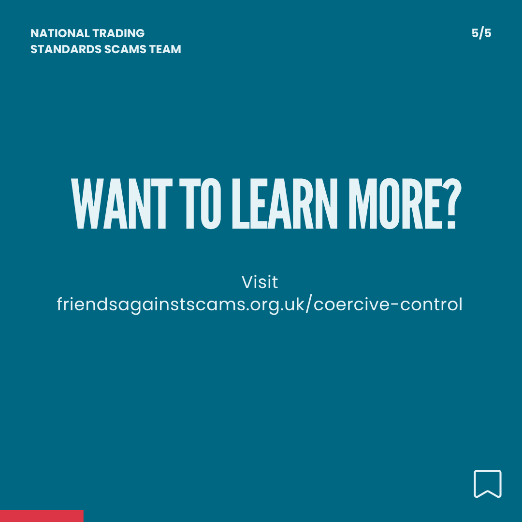 NATIONAL TRADING
STANDARDS SCAMS TEAM
5/5
WANT TO LEARN MORE?
Visit
friendsagainstscams.org.uk/coercive-control